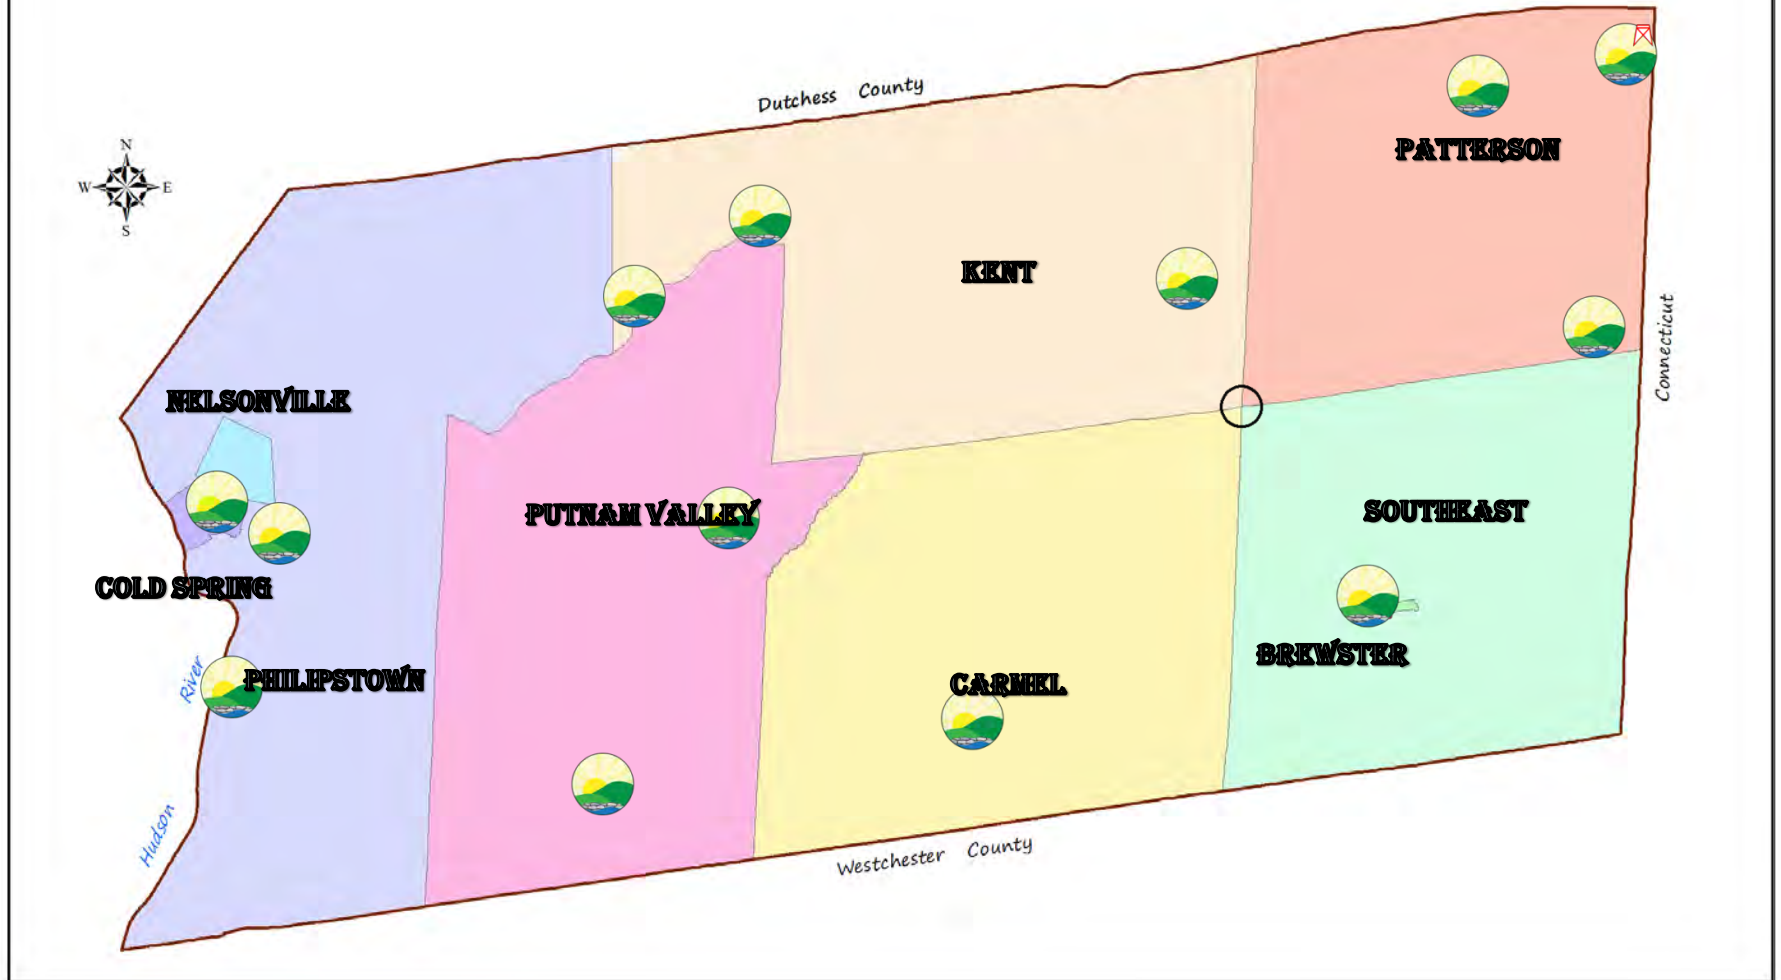 Dutchess County
PATTERSON
N
W E
S
KENT
Connecticut
NELSONVILLE
PUTNAM VALLEY
SOUTHEAST
COLD SPRING
BREWSTER
PHILIPSTOWN
CARMEL
Hudson River
Westchester County